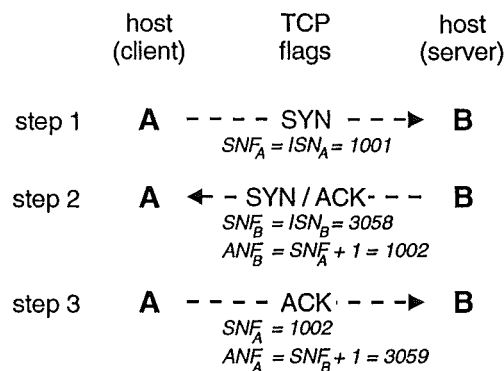 host (client) TCP flags host (server)
step 1 A SYN B
SNF_A = ISN_A = 1001
step 2 A SYN / ACK B
SNF_B = ISN_B = 3058
ANF_B = SNF_A + 1 = 1002
step 3 A ACK B
SNF_A = 1002
ANF_A = SNF_B + 1 = 3059